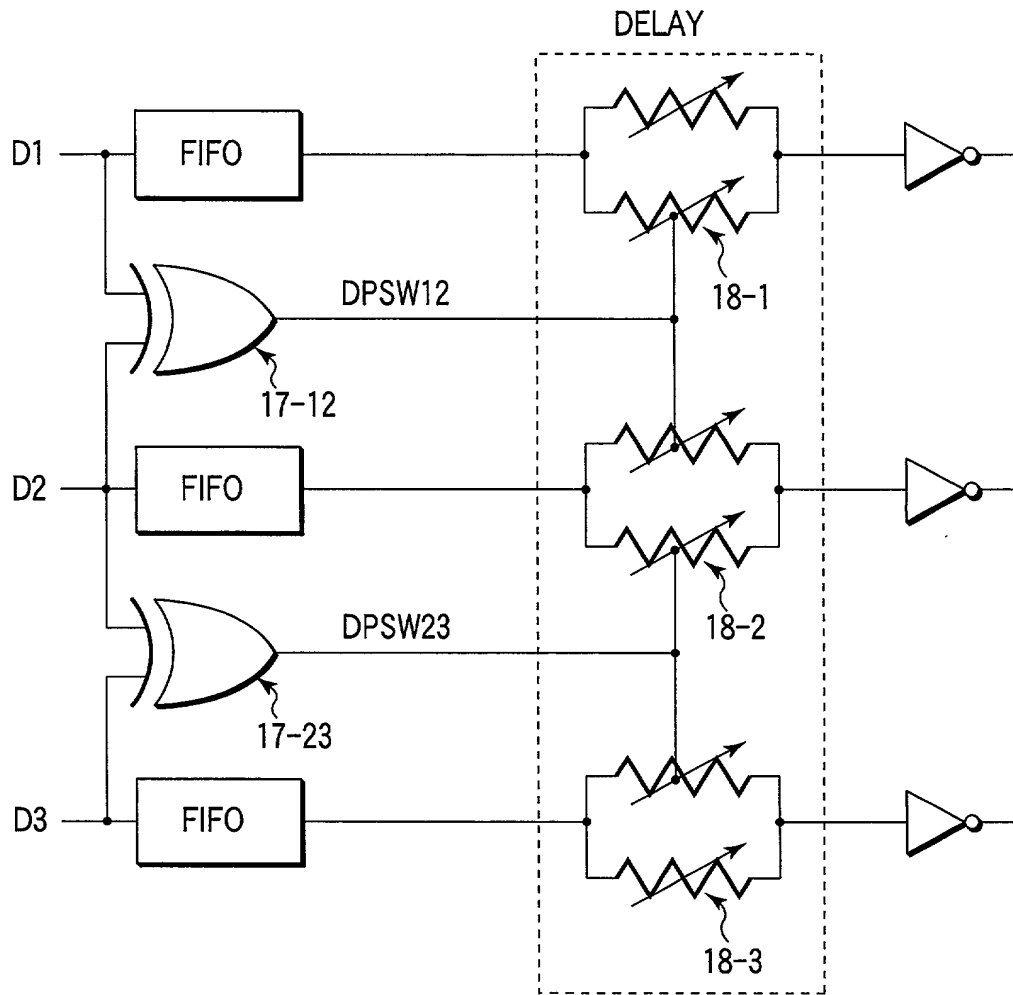 DELAY
D1
FIFO
18-1
DPSW12
17-12
D2
FIFO
18-2
DPSW23
17-23
D3
FIFO
18-3